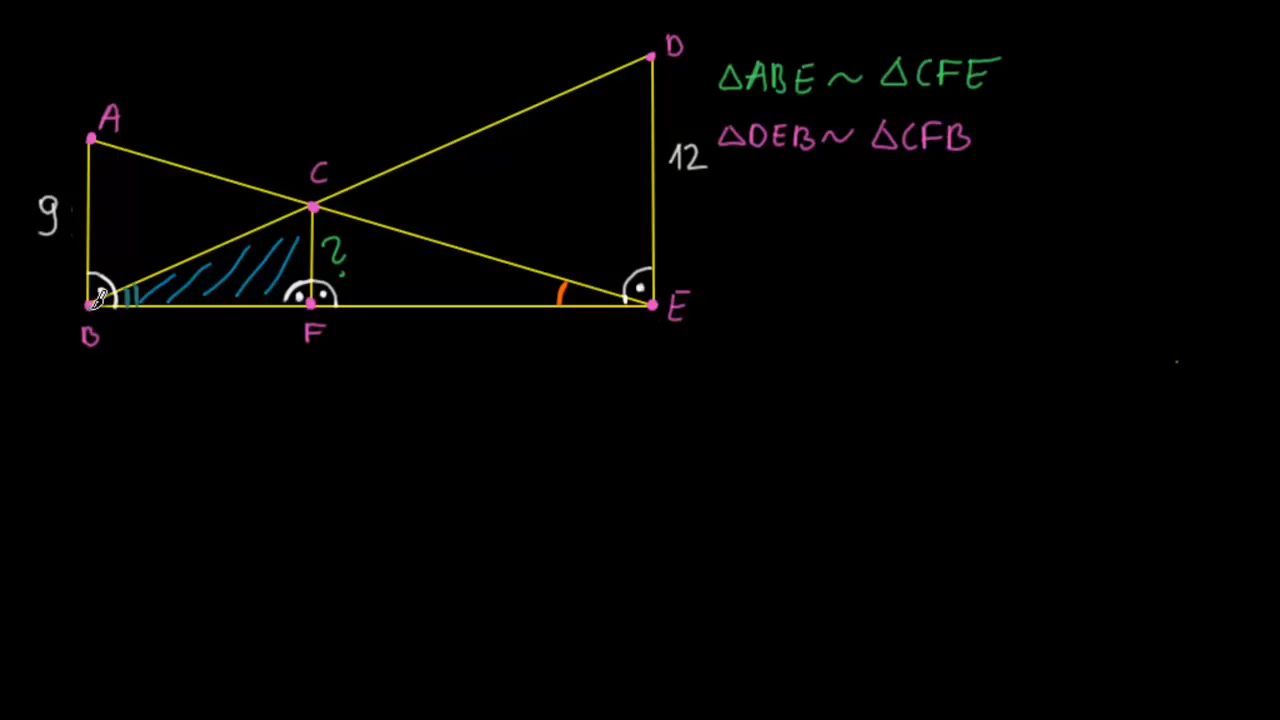 D
△ABE ~ △CFE
A
△DEB ~ △CFB
12
C
9
?
B
F
E